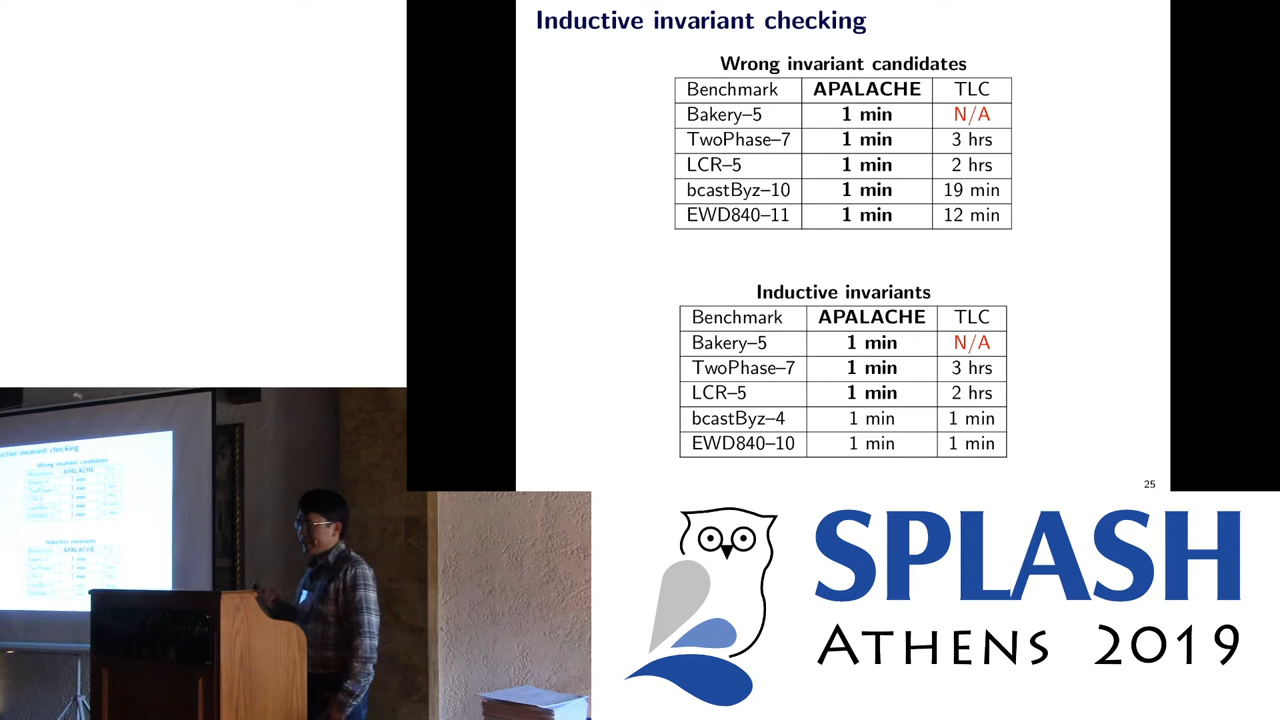 Inductive invariant checking
Wrong invariant candidates
Benchmark APALACHE TLC
Bakery–5 1 min N/A
TwoPhase–7 1 min 3 hrs
LCR–5 1 min 2 hrs
bcastByz–10 1 min 19 min
EWD840–11 1 min 12 min
Inductive invariants
Benchmark APALACHE TLC
Bakery–5 1 min N/A
TwoPhase–7 1 min 3 hrs
LCR–5 1 min 2 hrs
bcastByz–4 1 min 1 min
EWD840–10 1 min 1 min
25
SPLASH
ATHENS 2019